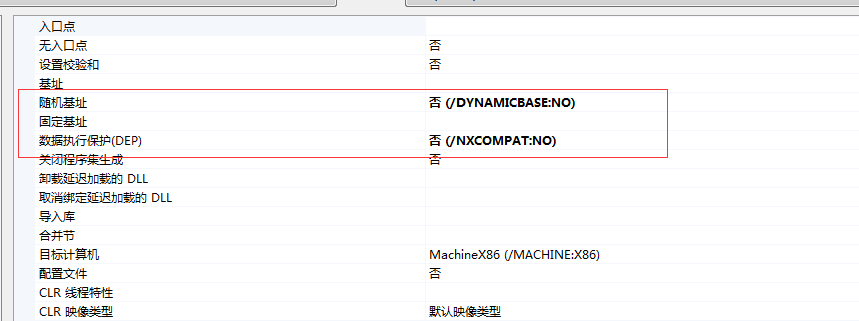 入口点
无入口点 否
设置校验和 否
基址
随机基址 否 (/DYNAMICBASE:NO)
固定基址
数据执行保护(DEP) 否 (/NXCOMPAT:NO)
关闭程序集生成 否
卸载延迟加载的 DLL
取消绑定延迟加载的 DLL
导入库
合并节
目标计算机 MachineX86 (/MACHINE:X86)
配置文件 否
CLR 线程特性
CLR 映像类型 默认映像类型